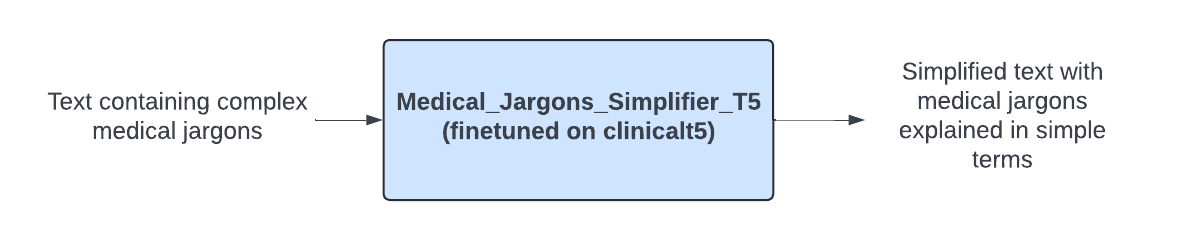 Text containing complex
medical jargons
Medical_Jargons_Simplifier_T5
(finetuned on clinicalt5)
Simplified text with
medical jargons
explained in simple
terms